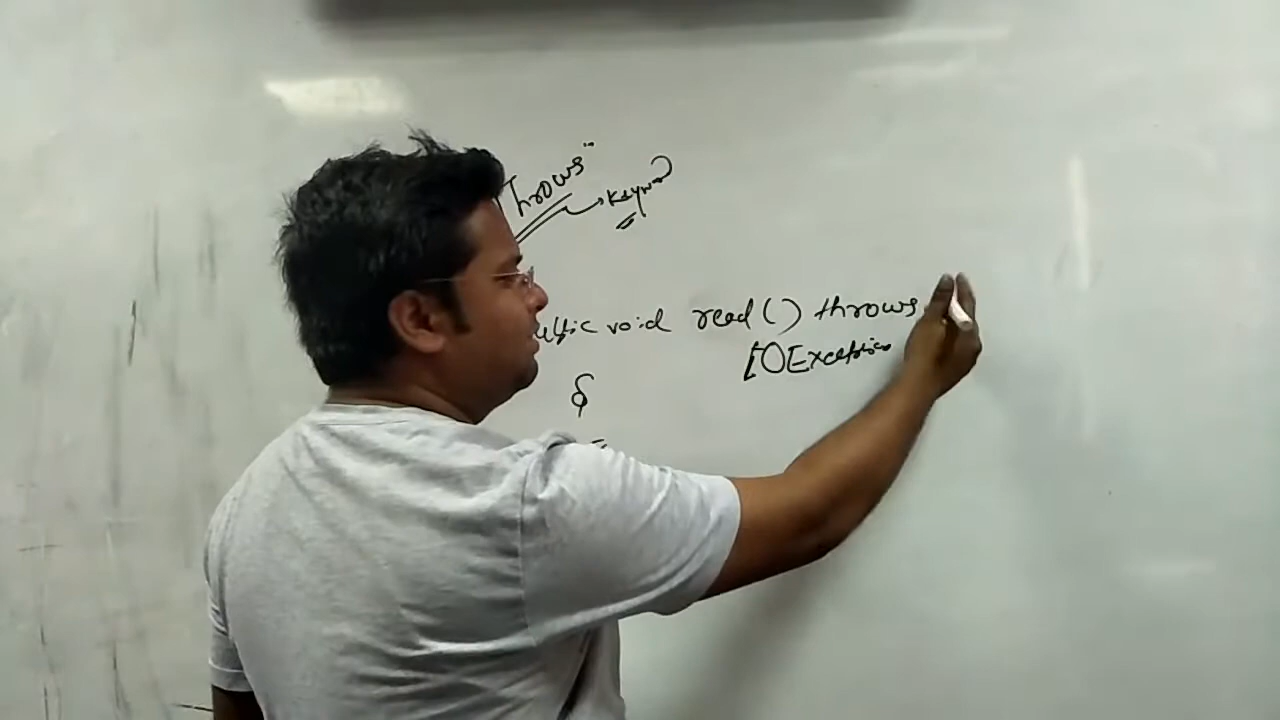 Throws"
Keyword
ublic void read() throws
IOException
{